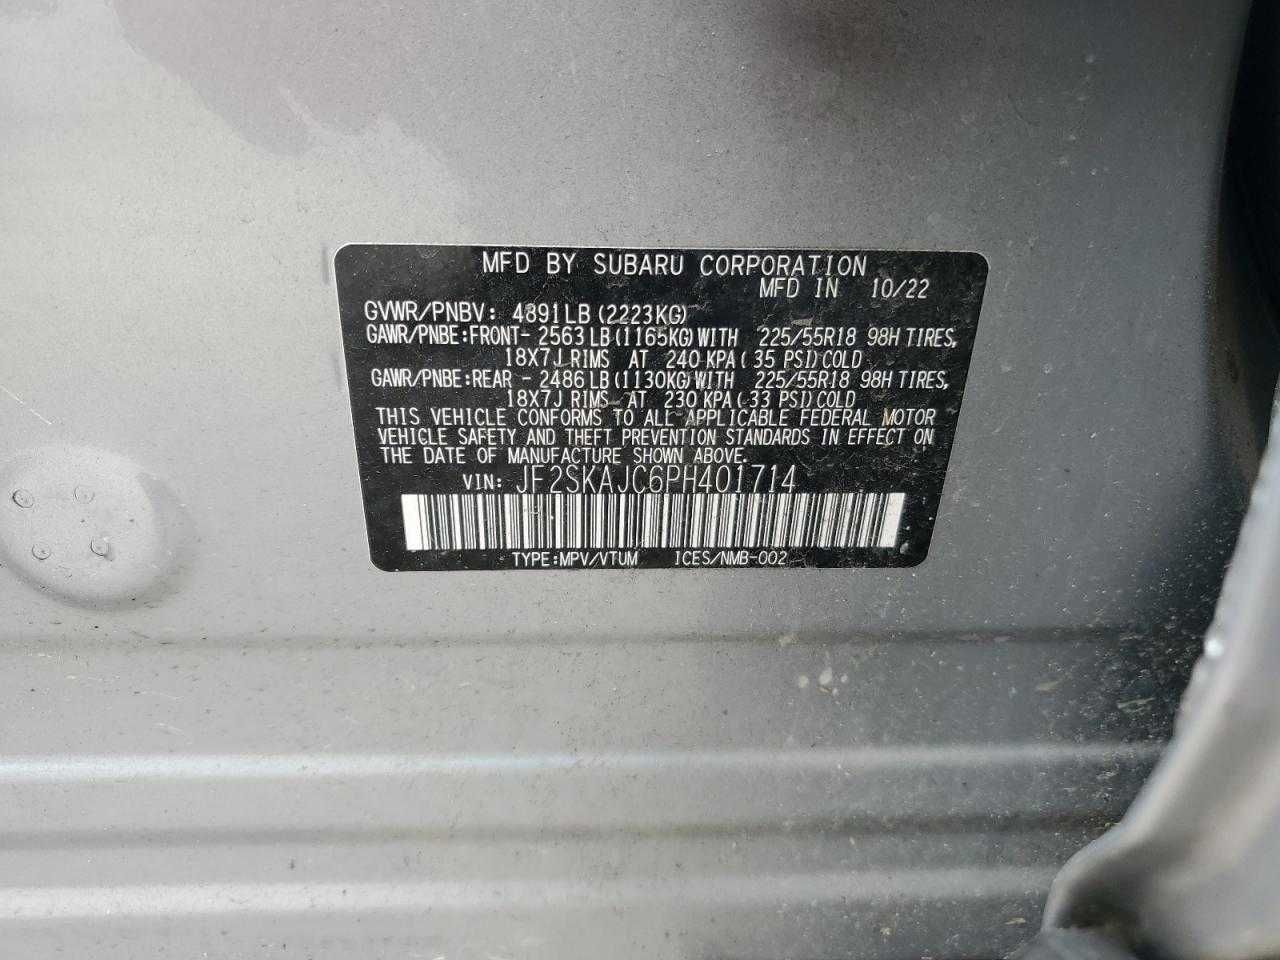 MFD BY SUBARU CORPORATION
MFD IN 10/22
GVWR/PNBV: 4891LB(2223KG)
GAWR/PNBE:FRONT- 2563LB(1165KG)WITH 225/55R18 98H TIRES,
18X7J RIMS AT 240 KPA( 35 PSI)COLD
GAWR/PNBE:REAR - 2486LB(1130KG)WITH 225/55R18 98H TIRES,
18X7J RIMS AT 230 KPA( 33 PSI)COLD
THIS VEHICLE CONFORMS TO ALL APPLICABLE FEDERAL MOTOR
VEHICLE SAFETY AND THEFT PREVENTION STANDARDS IN EFFECT ON
THE DATE OF MANUFACTURE SHOWN ABOVE.
VIN: JF2SKAJC6PH401714
TYPE:MPV/VTUM ICES/NMB-002